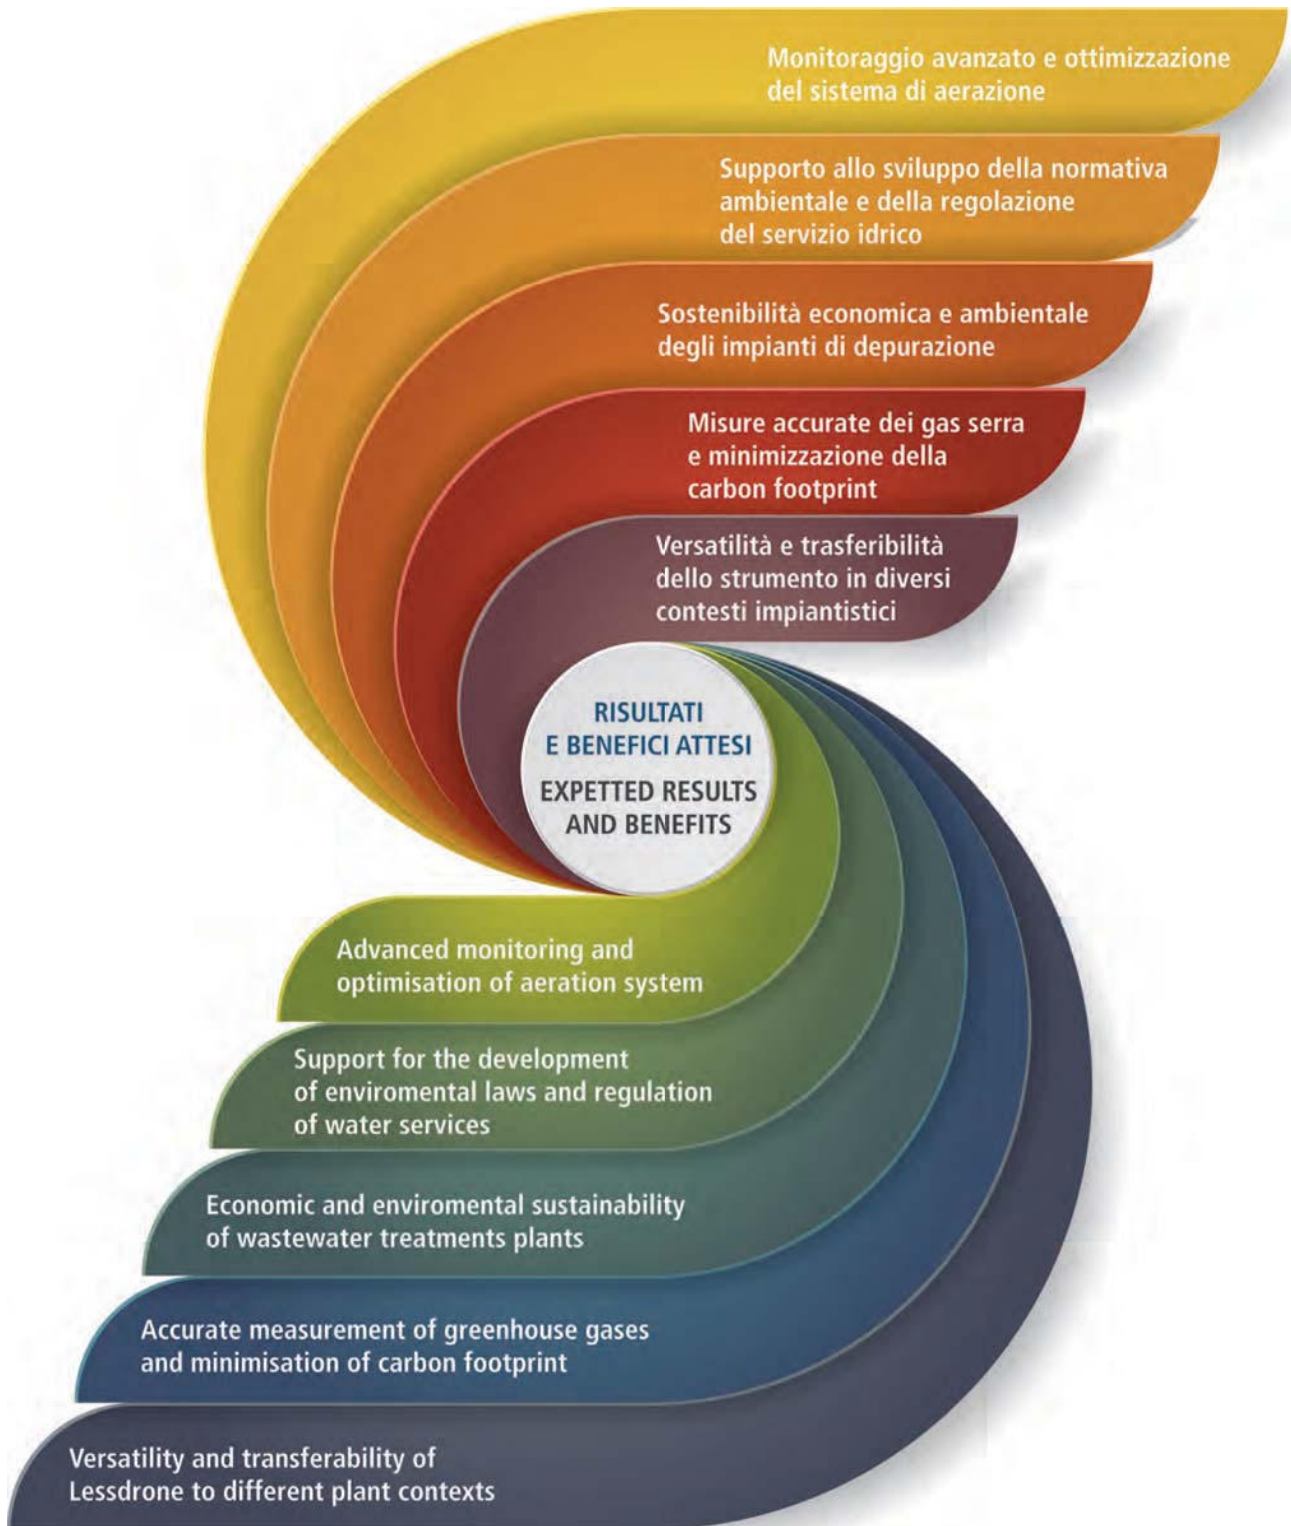 Monitoraggio avanzato e ottimizzazione
del sistema di aerazione
Supporto allo sviluppo della normativa
ambientale e della regolazione
del servizio idrico
Sostenibilità economica e ambientale
degli impianti di depurazione
Misure accurate dei gas serra
e minimizzazione della
carbon footprint
Versatilità e trasferibilità
dello strumento in diversi
contesti impiantistici
RISULTATI
E BENEFICI ATTESI
EXPETTED RESULTS
AND BENEFITS
Advanced monitoring and
optimisation of aeration system
Support for the development
of enviromental laws and regulation
of water services
Economic and enviromental sustainability
of wastewater treatments plants
Accurate measurement of greenhouse gases
and minimisation of carbon footprint
Versatility and transferability of
Lessdrone to different plant contexts